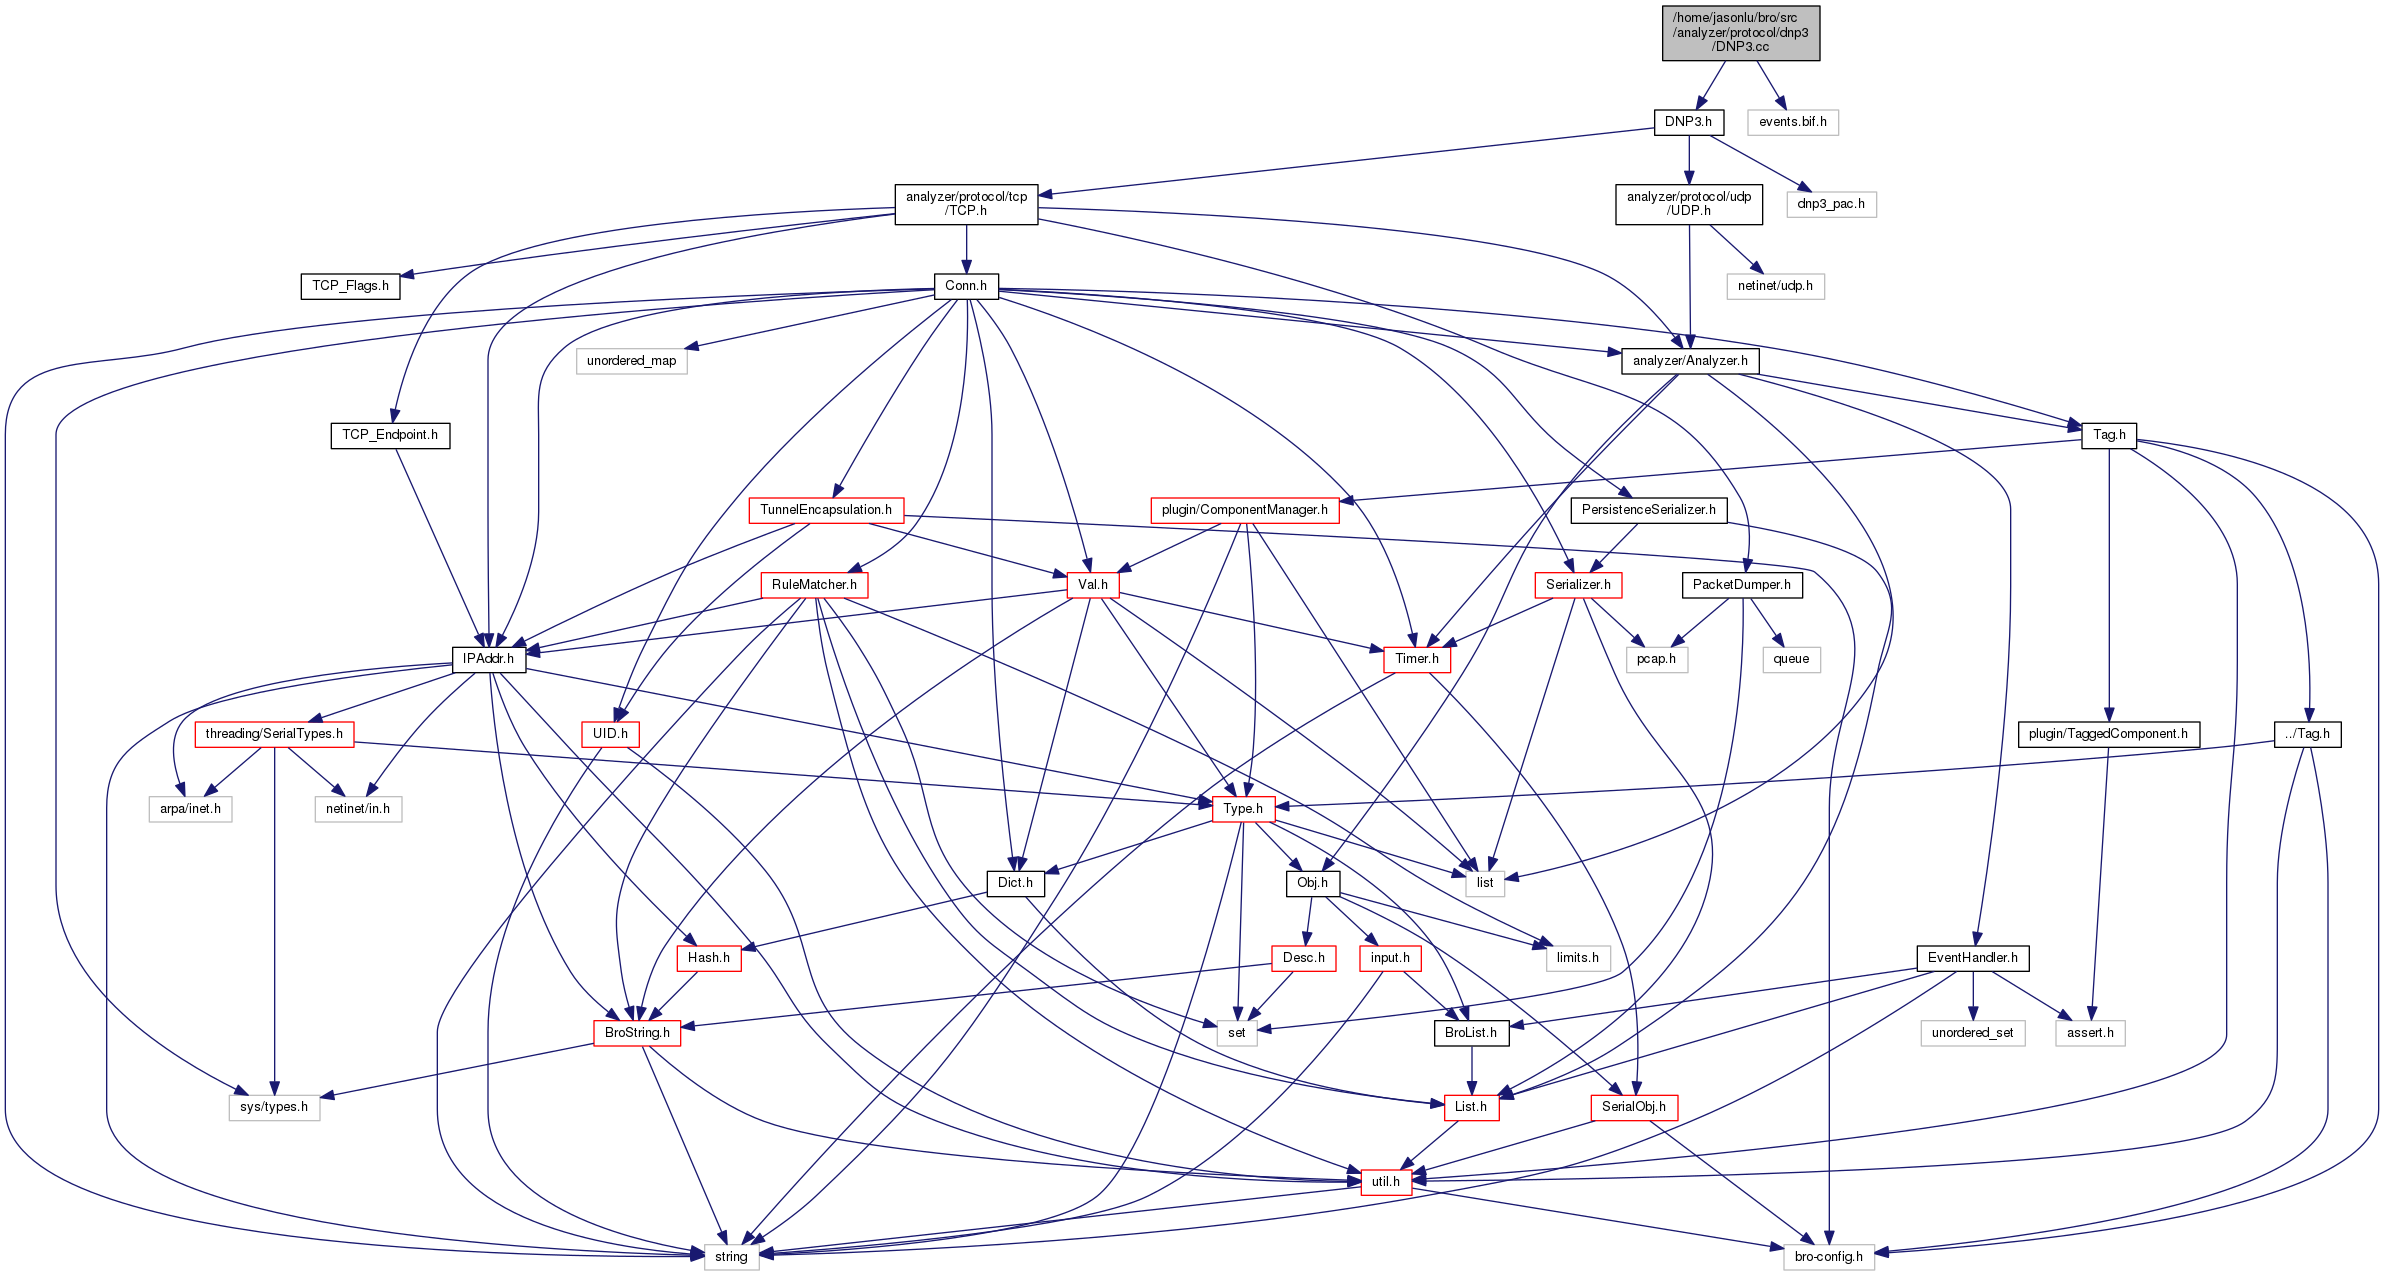 /home/jasonlu/bro/src
/analyzer/protocol/dnp3
/DNP3.cc
DNP3.h
events.bif.h
analyzer/protocol/tcp
/TCP.h
analyzer/protocol/udp
/UDP.h
dnp3_pac.h
TCP_Flags.h
Conn.h
netinet/udp.h
unordered_map
analyzer/Analyzer.h
TCP_Endpoint.h
Tag.h
TunnelEncapsulation.h
plugin/ComponentManager.h
PersistenceSerializer.h
RuleMatcher.h
Val.h
Serializer.h
PacketDumper.h
IPAddr.h
Timer.h
pcap.h
queue
threading/SerialTypes.h
UID.h
plugin/TaggedComponent.h
../Tag.h
arpa/inet.h
netinet/in.h
Type.h
Dict.h
Obj.h
list
Hash.h
Desc.h
input.h
limits.h
EventHandler.h
BroString.h
set
BroList.h
unordered_set
assert.h
sys/types.h
List.h
SerialObj.h
util.h
string
bro-config.h